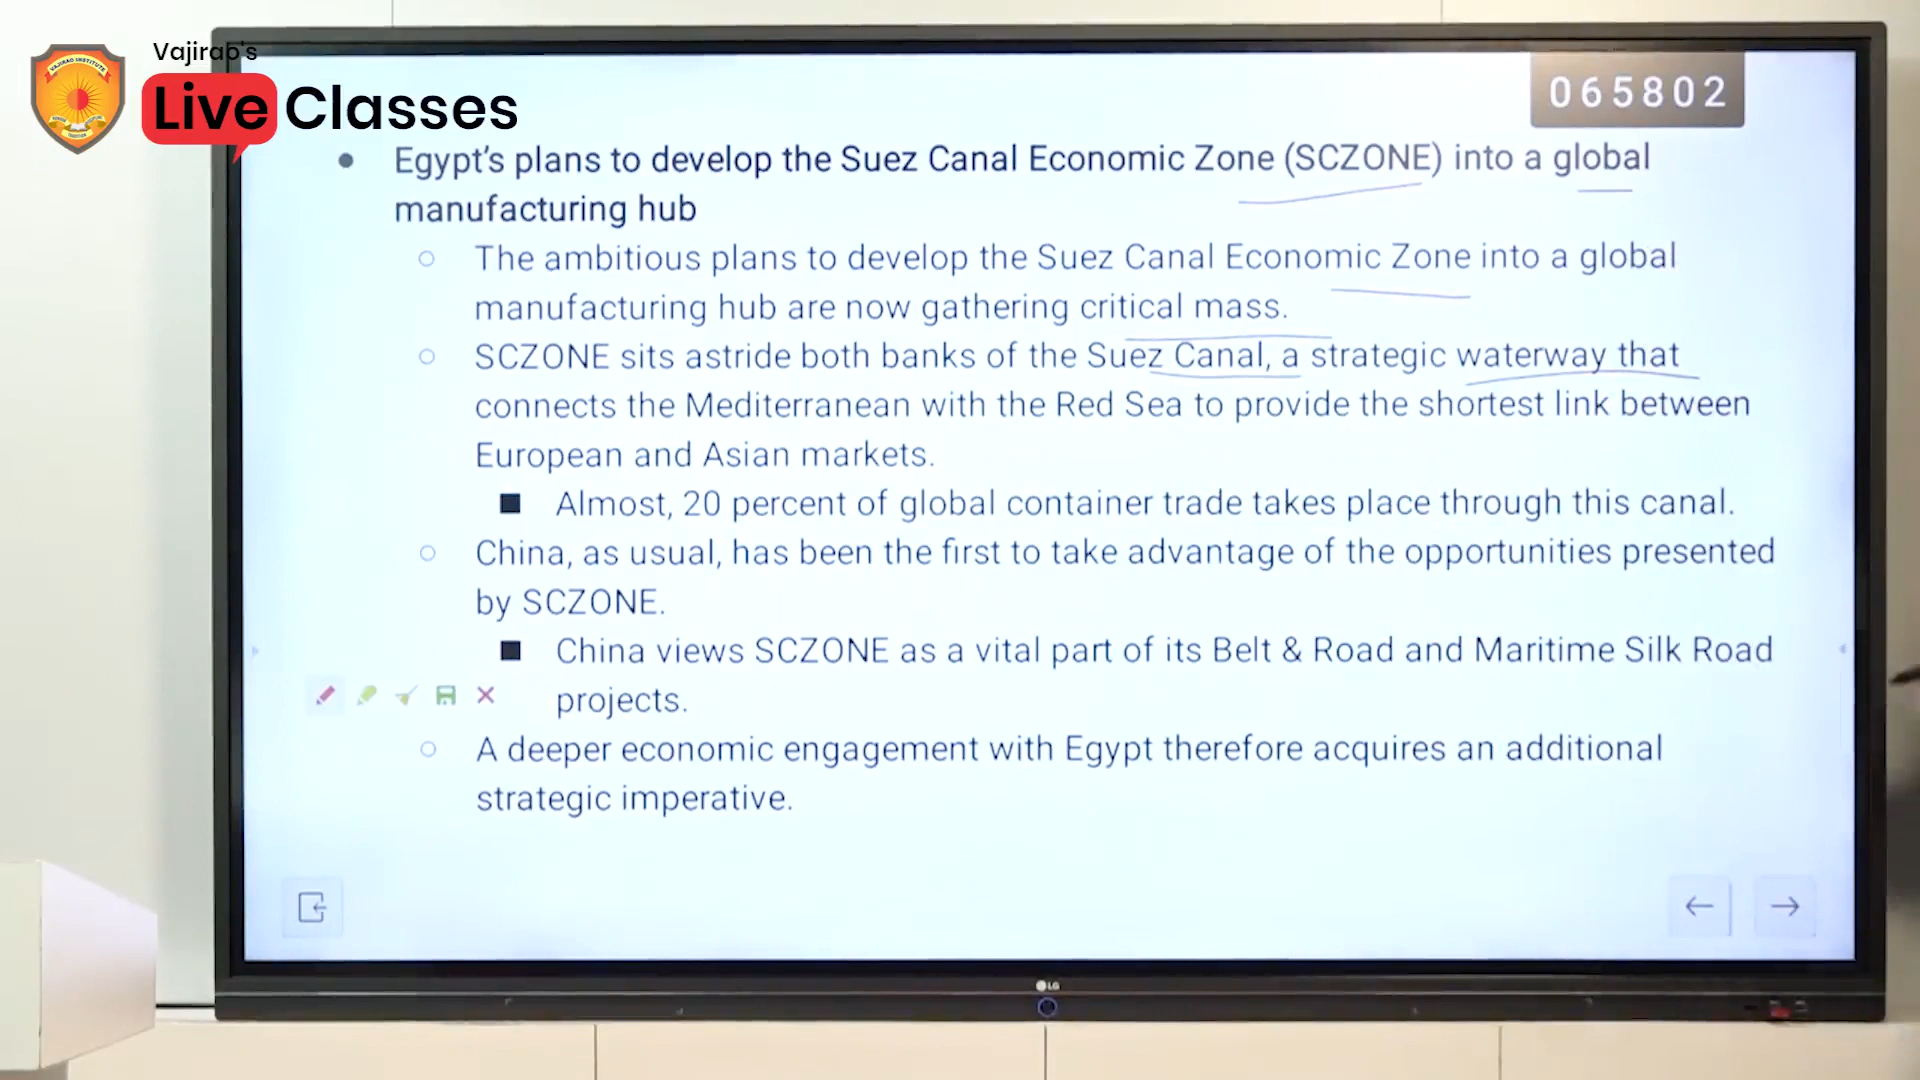 Vajirao's
Live Classes
VAJIRAO INSTITUTE
065802
● Egypt's plans to develop the Suez Canal Economic Zone (SCZONE) into a global
manufacturing hub
○ The ambitious plans to develop the Suez Canal Economic Zone into a global
manufacturing hub are now gathering critical mass.
○ SCZONE sits astride both banks of the Suez Canal, a strategic waterway that
connects the Mediterranean with the Red Sea to provide the shortest link between
European and Asian markets.
■ Almost, 20 percent of global container trade takes place through this canal.
○ China, as usual, has been the first to take advantage of the opportunities presented
by SCZONE.
■ China views SCZONE as a vital part of its Belt & Road and Maritime Silk Road
projects.
○ A deeper economic engagement with Egypt therefore acquires an additional
strategic imperative.
LG